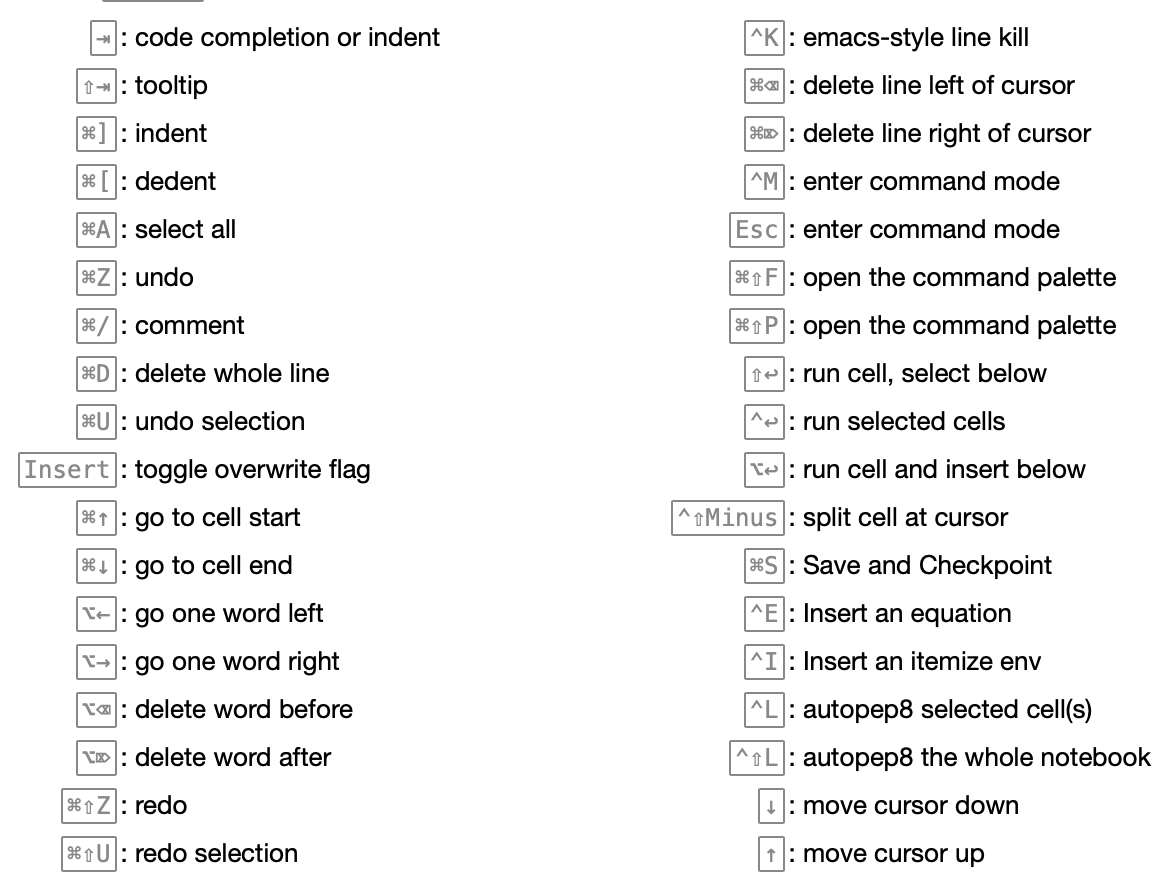 ⇥ : code completion or indent
⇧⇥ : tooltip
⌘] : indent
⌘[ : dedent
⌘A : select all
⌘Z : undo
⌘/ : comment
⌘D : delete whole line
⌘U : undo selection
Insert : toggle overwrite flag
⌘↑ : go to cell start
⌘↓ : go to cell end
⌥← : go one word left
⌥→ : go one word right
⌥⌫ : delete word before
⌥⌦ : delete word after
⌘⇧Z : redo
⌘⇧U : redo selection
^K : emacs-style line kill
⌘⌫ : delete line left of cursor
⌘⌦ : delete line right of cursor
^M : enter command mode
Esc : enter command mode
⌘⇧F : open the command palette
⌘⇧P : open the command palette
⇧↩ : run cell, select below
^↩ : run selected cells
⌥↩ : run cell and insert below
^⇧Minus : split cell at cursor
⌘S : Save and Checkpoint
^E : Insert an equation
^I : Insert an itemize env
^L : autopep8 selected cell(s)
^⇧L : autopep8 the whole notebook
↓ : move cursor down
↑ : move cursor up